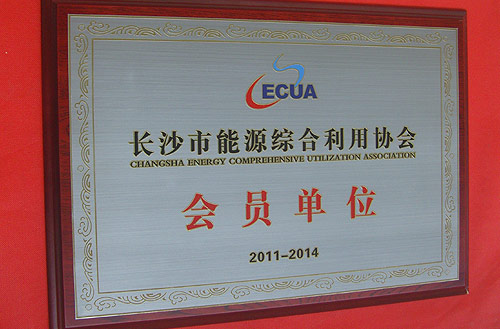 ECUA
长沙市能源综合利用协会
CHANGSHA ENERGY COMPREHENSIVE UTILIZATION ASSOCIATION
会员单位
2011-2014